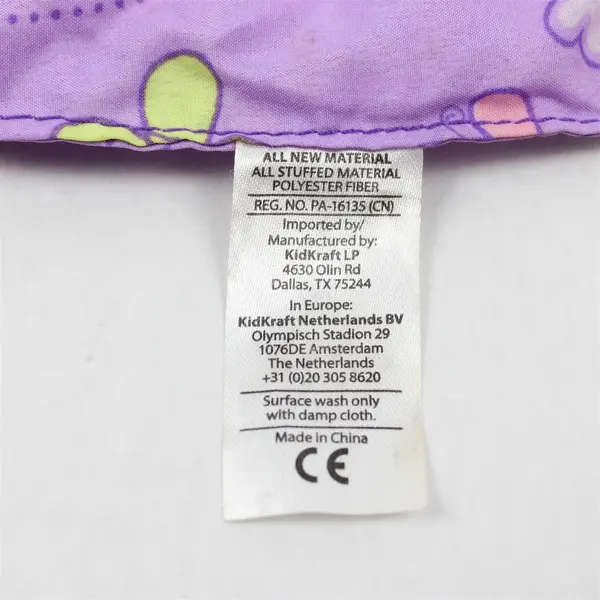 ALL NEW MATERIAL
ALL STUFFED MATERIAL
POLYESTER FIBER
REG. NO. PA-16135 (CN)
Imported by/
Manufactured by:
KidKraft LP
4630 Olin Rd
Dallas, TX 75244
In Europe:
KidKraft Netherlands BV
Olympisch Stadion 29
1076DE Amsterdam
The Netherlands
+31 (0)20 305 8620
Surface wash only
with damp cloth.
Made in China
CE